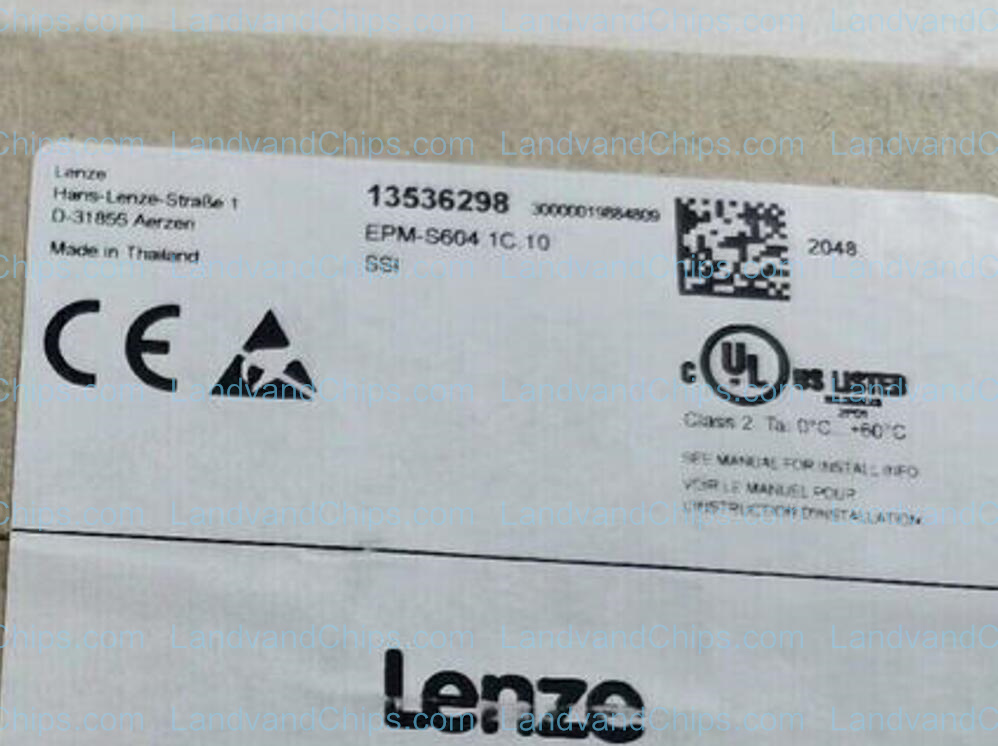 Lenze
Hans-Lenze-Straße 1
D-31855 Aerzen
Made in Thailand
13536298 30000019884809
EPM-S604 1C.10
SSI
2048
CE
c UL US LISTED
Class 2 Ta: 0°C... +60°C
SEE MANUAL FOR INSTALL INFO
VOIR LE MANUEL POUR
L'INSTRUCTION D'INSTALLATION
Lenze
LandvandChips.com